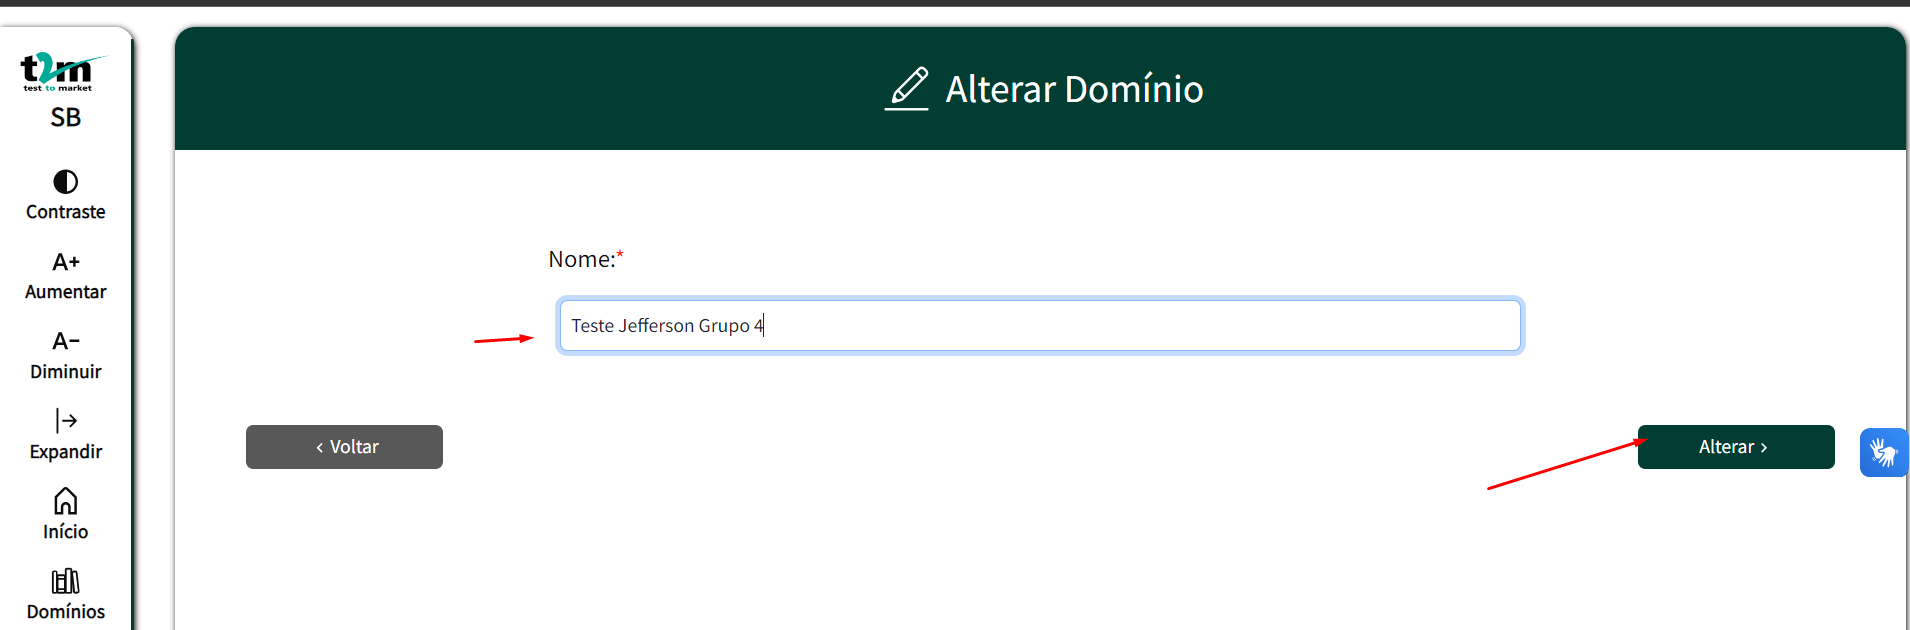 t2m
test to market
SB
Contraste
A+
Aumentar
A-
Diminuir
Expandir
Início
Domínios
Alterar Domínio
Nome:*
Teste Jefferson Grupo 4
‹ Voltar
Alterar ›